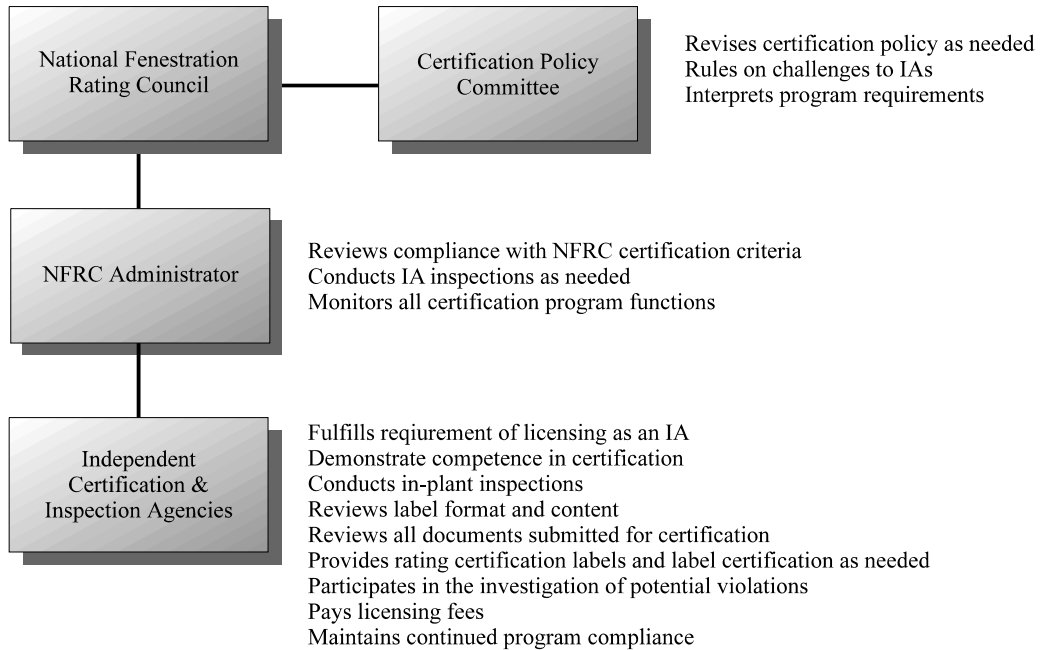 National Fenestration
Rating Council
Certification Policy
Committee
Revises certification policy as needed
Rules on challenges to IAs
Interprets program requirements
NFRC Administrator
Reviews compliance with NFRC certification criteria
Conducts IA inspections as needed
Monitors all certification program functions
Independent
Certification &
Inspection Agencies
Fulfills reqiurement of licensing as an IA
Demonstrate competence in certification
Conducts in-plant inspections
Reviews label format and content
Reviews all documents submitted for certification
Provides rating certification labels and label certification as needed
Participates in the investigation of potential violations
Pays licensing fees
Maintains continued program compliance